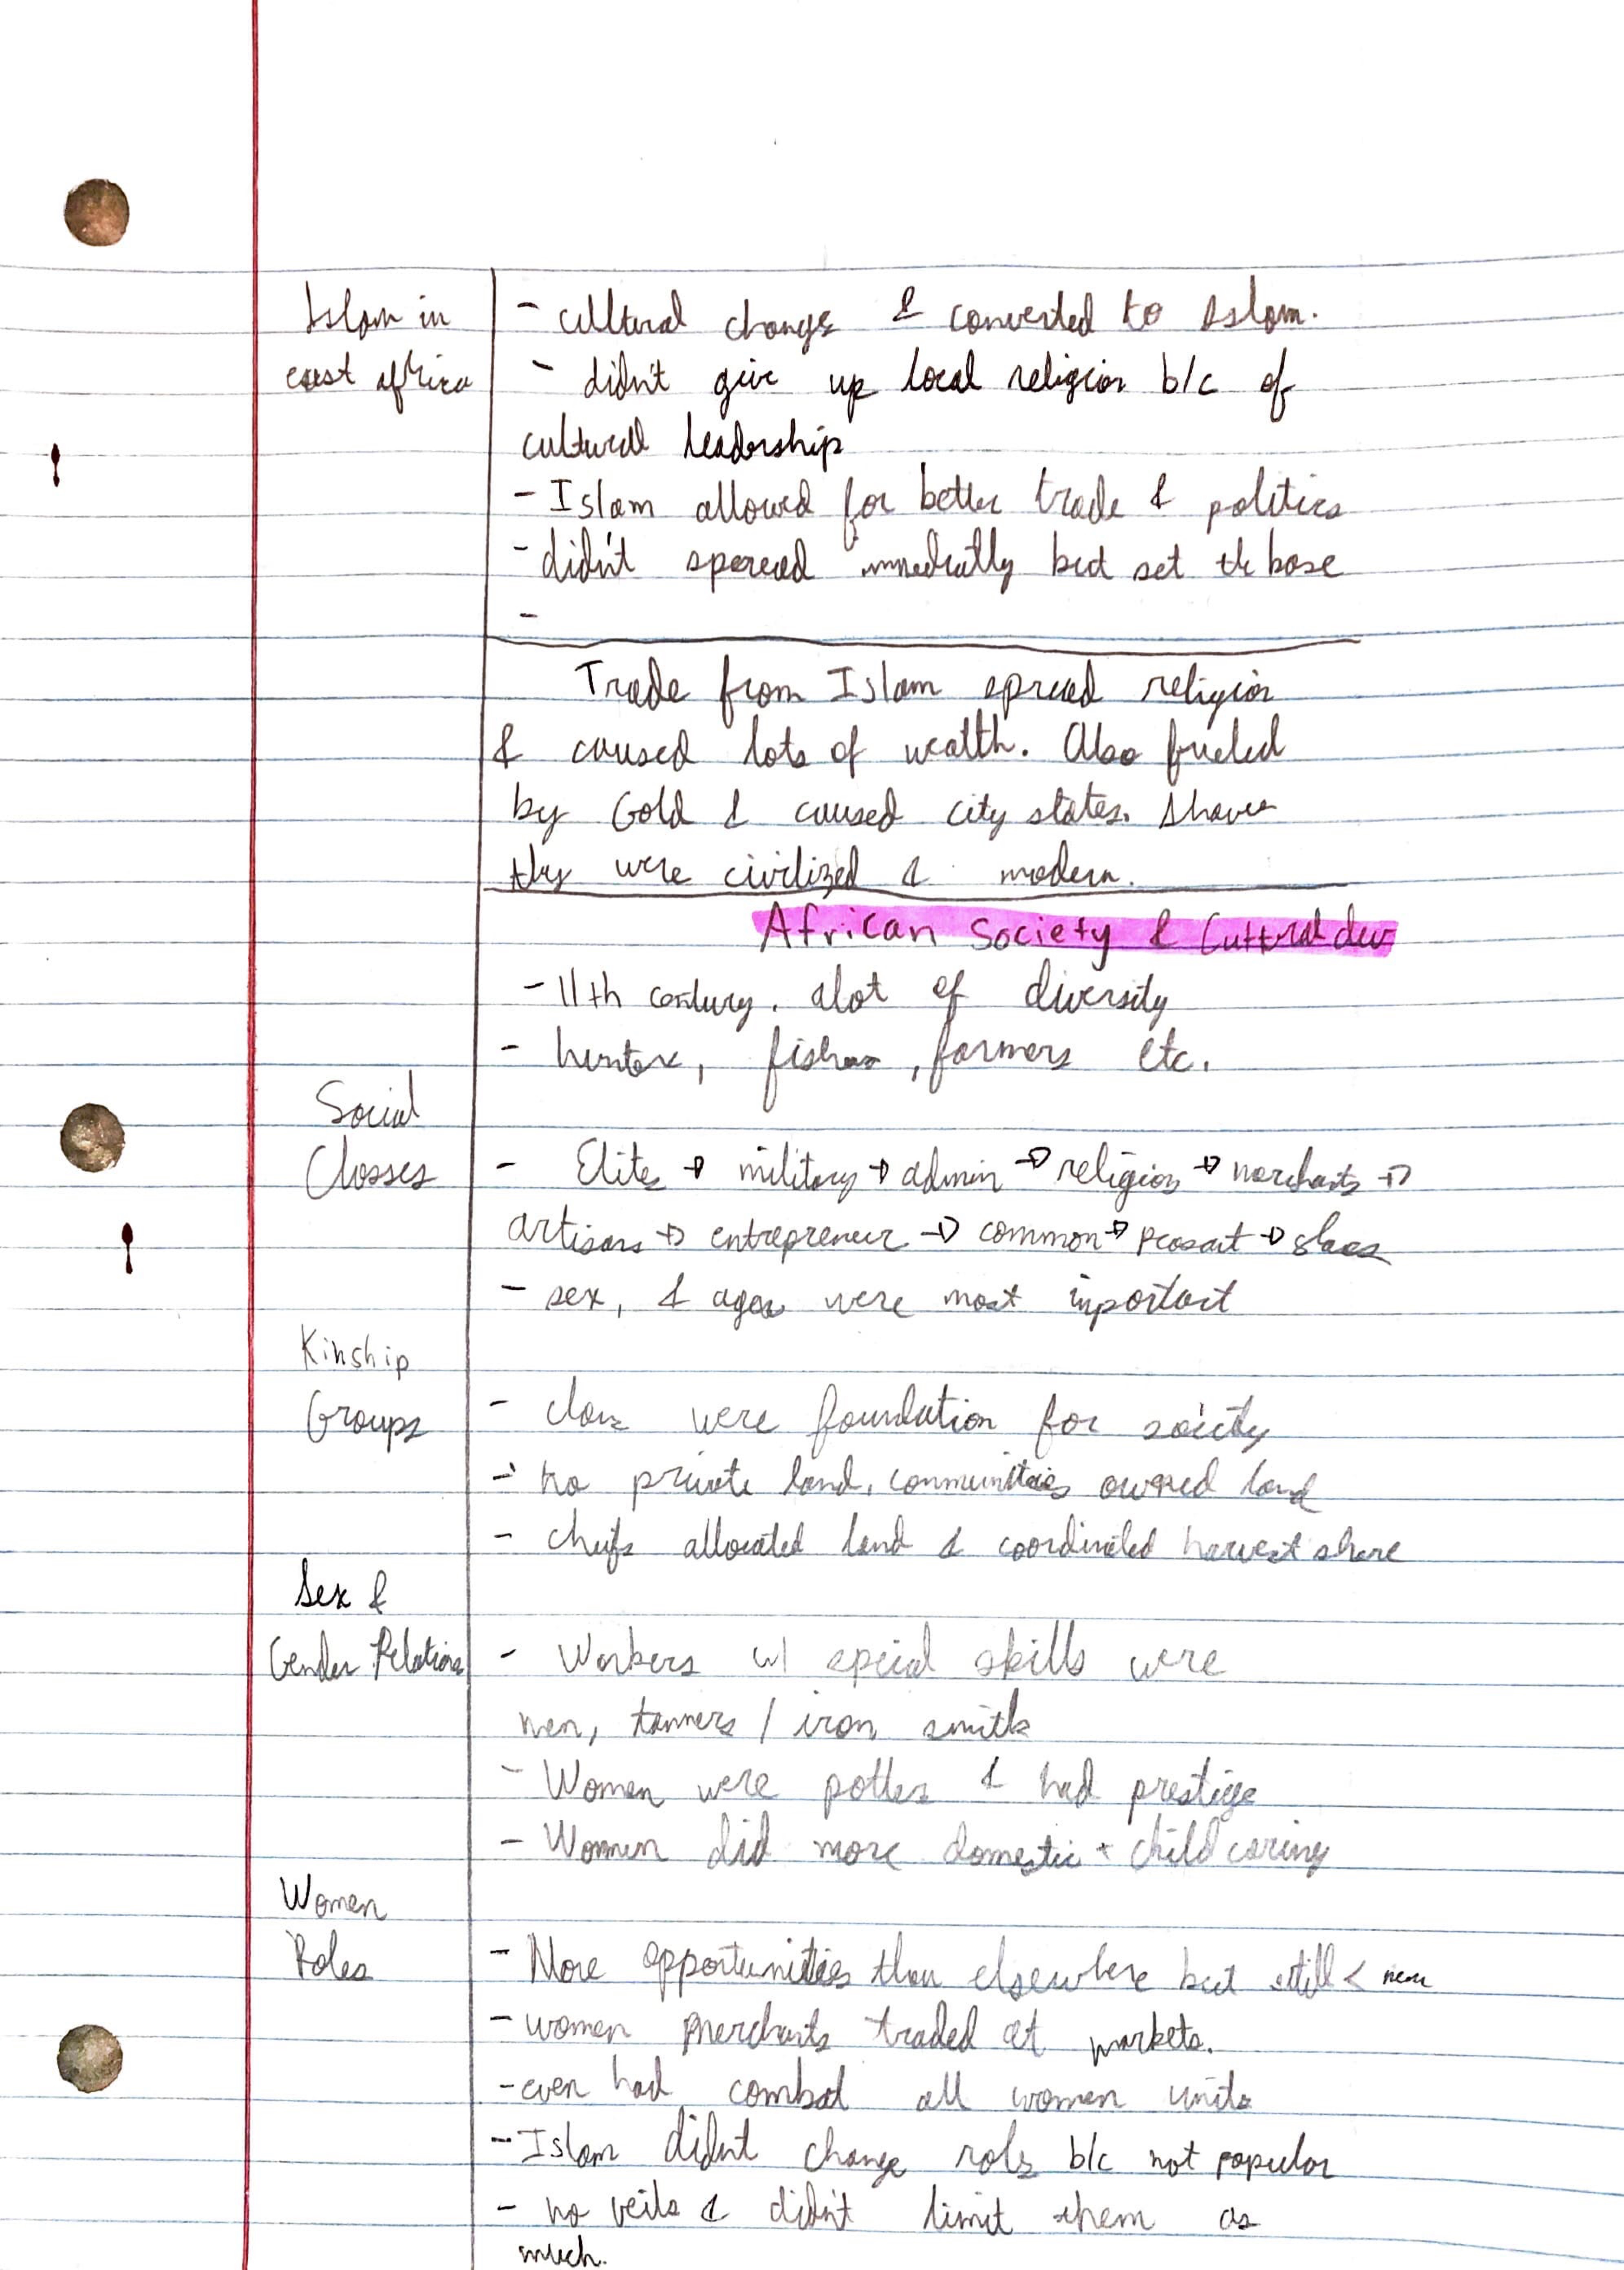 Islam in
east africa
- cultural change & converted to Islam.
- didn't give up local religion b/c of
cultural leadership
- Islam allowed for better trade & politics
- didn't spread immediatly but set the base
-
Trade from Islam spread religion
& caused lots of wealth. Also fueled
by Gold & caused city states. Shows
they were civilized & modern.
African Society & Cultural dev
- 11th century. alot of diversity
- hunters, fishers, farmers etc.
Social
Classes
- Elites → military → admin → religion → merchants →
artisans → entrepreneur → common → peasant → slaves
- sex, & ages were most important
Kinship
Groups
- clans were foundation for society
- no private land, communities owned land
- cheifs allocated land & coordinated harvest share
Sex &
Gender Relations
- Workers w/ special skills were
men, tanners / iron smiths
- Women were potters & had prestige
- Women did more domestic + child caring
Women
Roles
- More opportunities than elsewhere but still < men
- women merchants traded at markets.
- even had combat all women units
- Islam didnt change roles b/c not popular
- no veils & didn't limit them as
much.